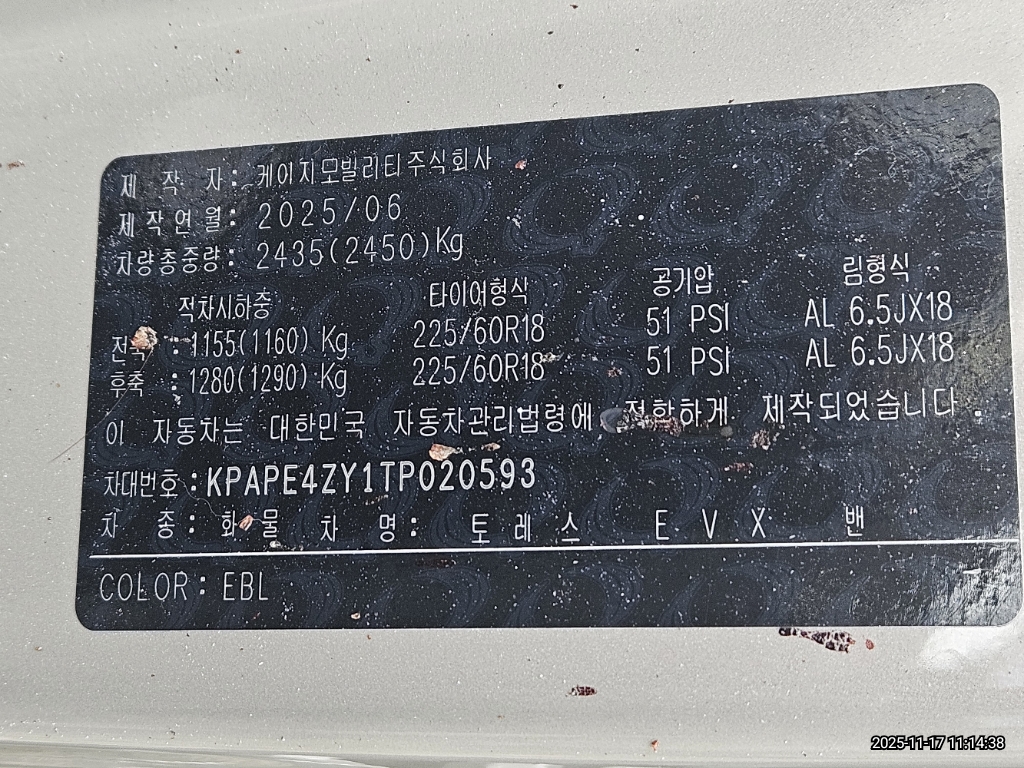 제 작 자: 케이지모빌리티주식회사
제작연월: 2025/06
차량총중량: 2435(2450)Kg
적차시하중 타이어형식 공기압 림형식
전축 : 1155(1160) Kg 225/60R18 51 PSI AL 6.5JX18
후축 : 1280(1290) Kg 225/60R18 51 PSI AL 6.5JX18
이 자동차는 대한민국 자동차관리법령에 적합하게 제작되었습니다.
차대번호 : KPAPE4ZY1TP020593
차 종: 화물 차 명: 토레스 EVX 밴
COLOR : EBL
2025-11-17 11:14:38